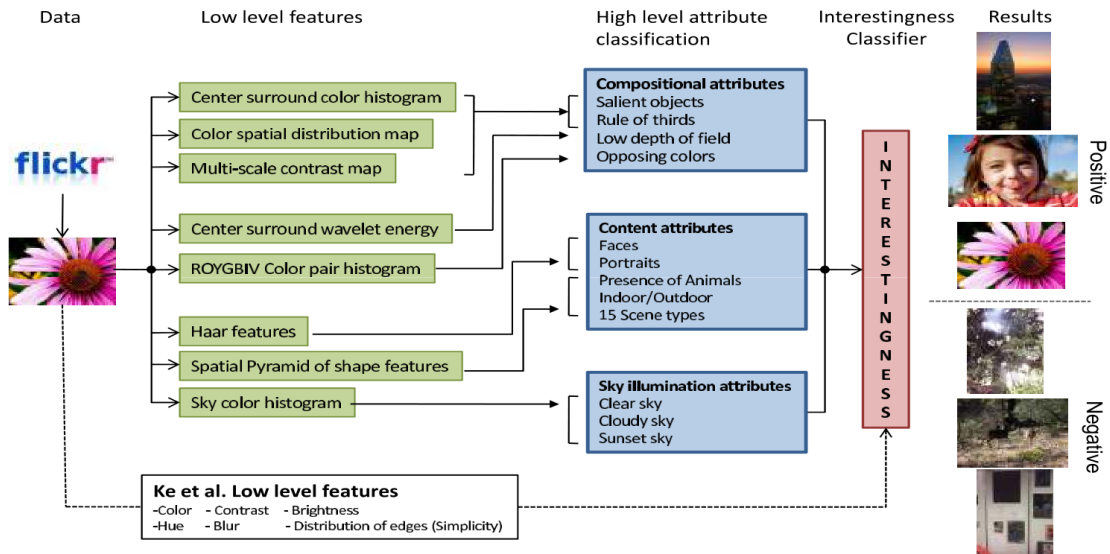 Data
Low level features
High level attribute
classification
Interestingness
Classifier
Results
flickr
Center surround color histogram
Color spatial distribution map
Multi-scale contrast map
Center surround wavelet energy
ROYGBIV Color pair histogram
Haar features
Spatial Pyramid of shape features
Sky color histogram
Compositional attributes
Salient objects
Rule of thirds
Low depth of field
Opposing colors
Content attributes
Faces
Portraits
Presence of Animals
Indoor/Outdoor
15 Scene types
Sky illumination attributes
Clear sky
Cloudy sky
Sunset sky
INTERESTINGNESS
Positive
Negative
Ke et al. Low level features
-Color - Contrast - Brightness
-Hue - Blur - Distribution of edges (Simplicity)